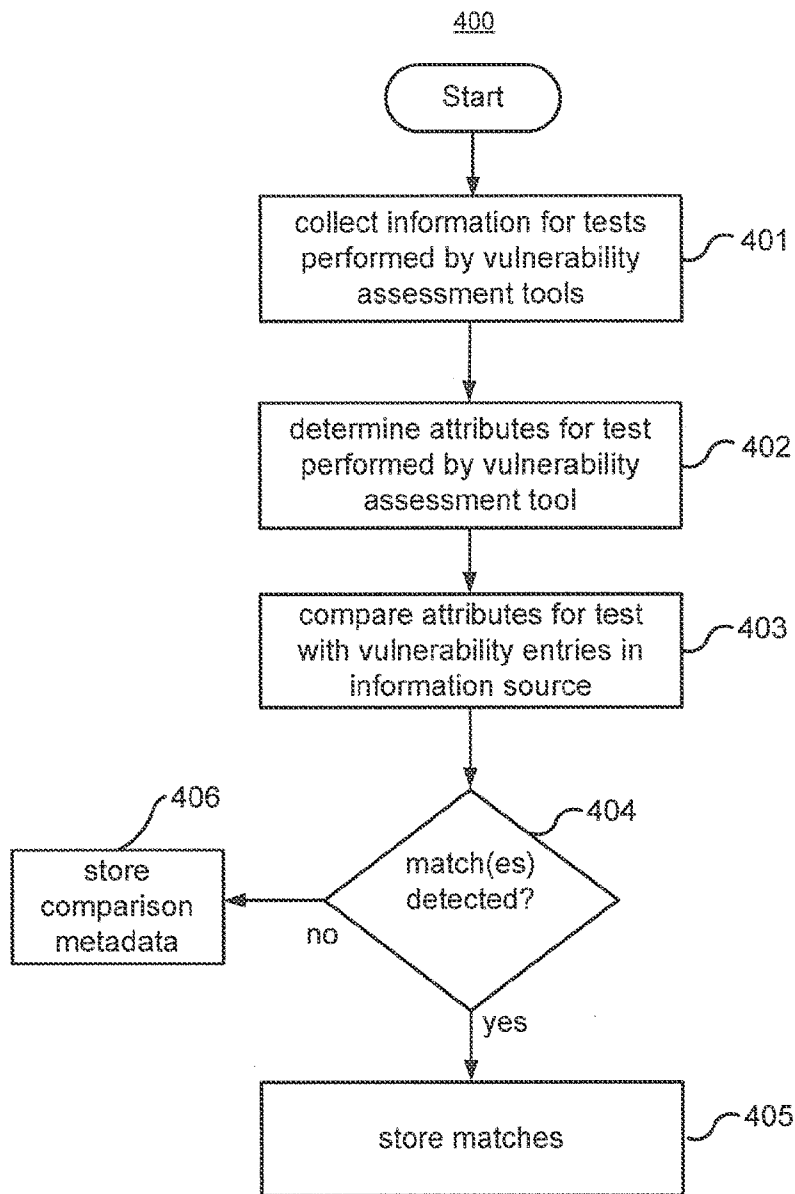 400
Start
collect information for tests
performed by vulnerability
assessment tools
401
determine attributes for test
performed by vulnerability
assessment tool
402
compare attributes for test
with vulnerability entries in
information source
403
404
match(es)
detected?
406
store
comparison
metadata
no
yes
store matches
405